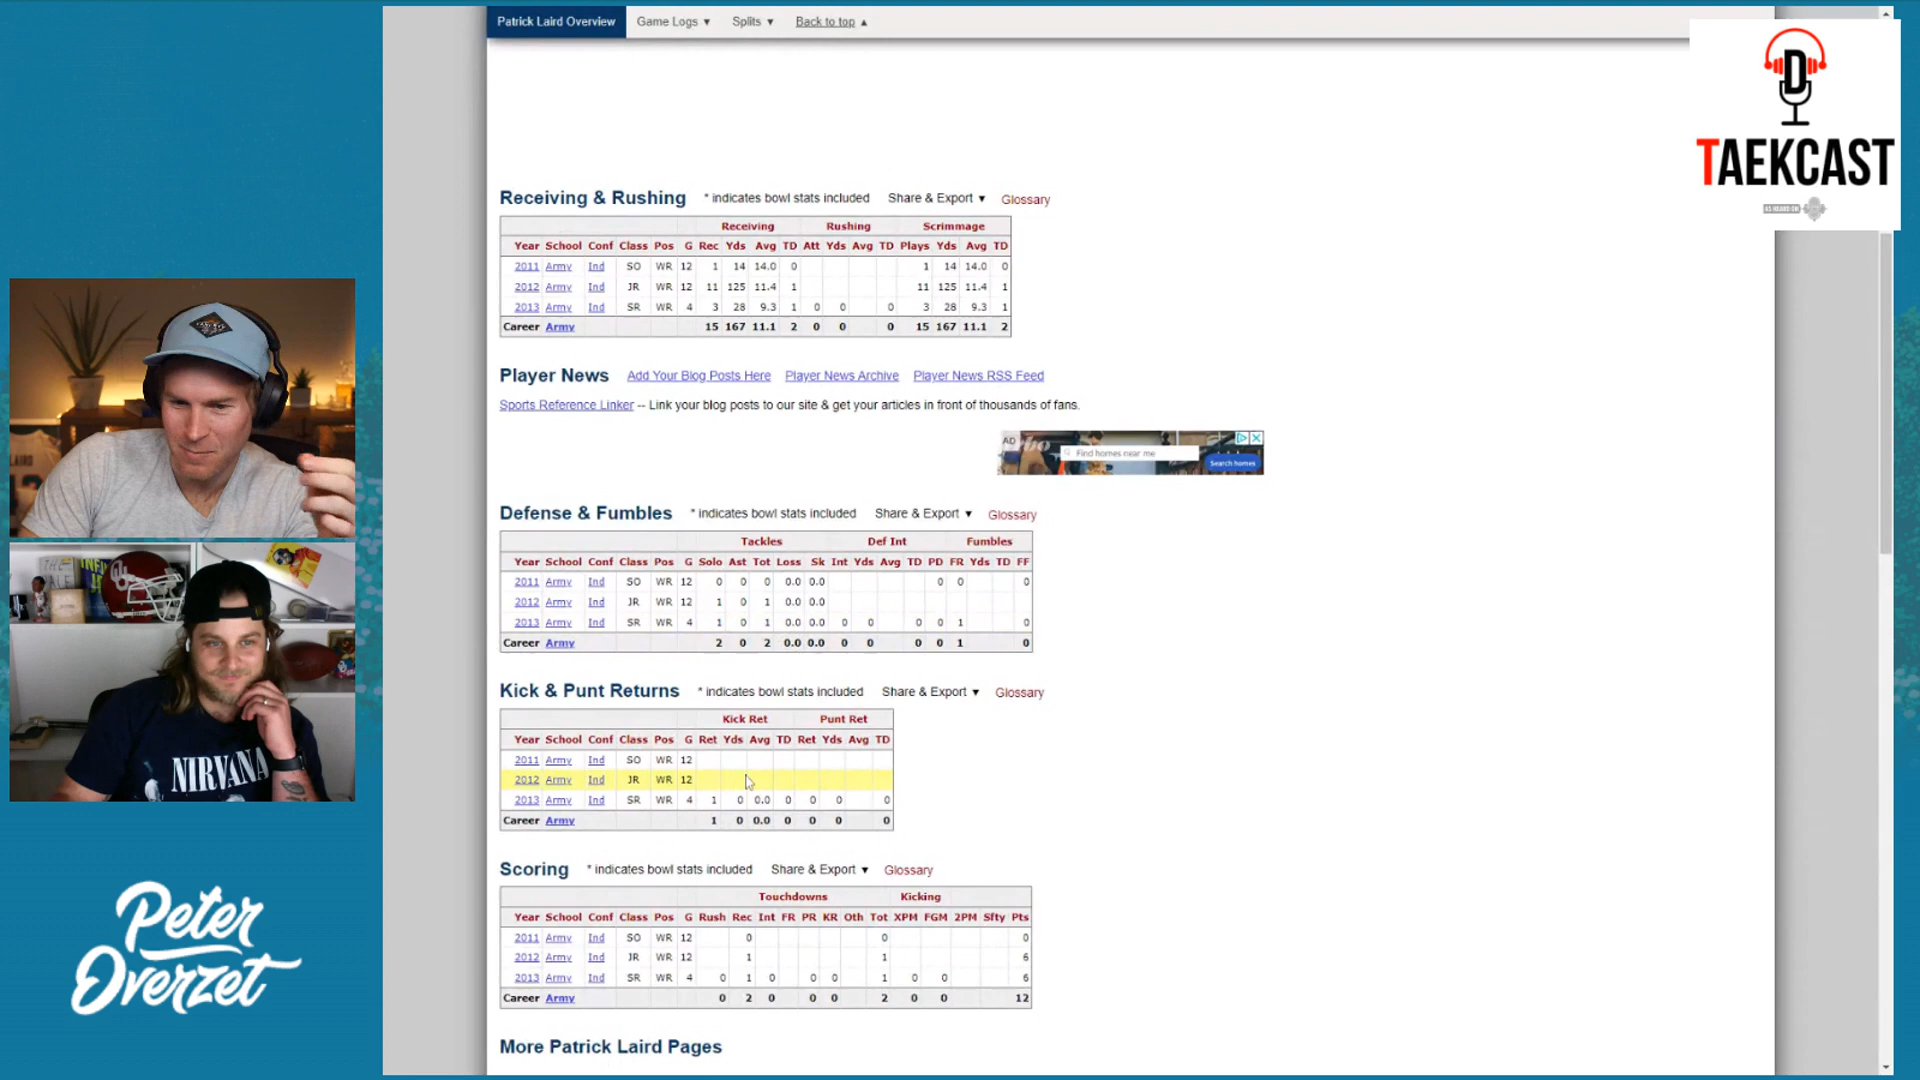 Patrick Laird Overview Game Logs ▼ Splits ▼ Back to top ▲
D
TAEKCAST
AS HEARD ON
Receiving & Rushing * indicates bowl stats included Share & Export ▼ Glossary
Receiving Rushing Scrimmage
Year School Conf Class Pos G Rec Yds Avg TD Att Yds Avg TD Plays Yds Avg TD
2011 Army Ind SO WR 12 1 14 14.0 0 1 14 14.0 0
2012 Army Ind JR WR 12 11 125 11.4 1 11 125 11.4 1
2013 Army Ind SR WR 4 3 28 9.3 1 0 0 0 3 28 9.3 1
Career Army 15 167 11.1 2 0 0 0 15 167 11.1 2
Player News Add Your Blog Posts Here Player News Archive Player News RSS Feed
Sports Reference Linker -- Link your blog posts to our site & get your articles in front of thousands of fans.
AD
Find homes near me
Search homes
Defense & Fumbles * indicates bowl stats included Share & Export ▼ Glossary
Tackles Def Int Fumbles
Year School Conf Class Pos G Solo Ast Tot Loss Sk Int Yds Avg TD PD FR Yds TD FF
2011 Army Ind SO WR 12 0 0 0 0.0 0.0 0 0 0
2012 Army Ind JR WR 12 1 0 1 0.0 0.0
2013 Army Ind SR WR 4 1 0 1 0.0 0.0 0 0 0 0 1 0
Career Army 2 0 2 0.0 0.0 0 0 0 0 1 0
Kick & Punt Returns * indicates bowl stats included Share & Export ▼ Glossary
Kick Ret Punt Ret
Year School Conf Class Pos G Ret Yds Avg TD Ret Yds Avg TD
2011 Army Ind SO WR 12
2012 Army Ind JR WR 12
2013 Army Ind SR WR 4 1 0 0.0 0 0 0 0
Career Army 1 0 0.0 0 0 0 0
Scoring * indicates bowl stats included Share & Export ▼ Glossary
Touchdowns Kicking
Year School Conf Class Pos G Rush Rec Int FR PR KR Oth Tot XPM FGM 2PM Sfty Pts
2011 Army Ind SO WR 12 0 0 0
2012 Army Ind JR WR 12 1 1 6
2013 Army Ind SR WR 4 0 1 0 0 0 1 0 0 6
Career Army 0 2 0 0 0 2 0 0 12
More Patrick Laird Pages
LAIRD
THE
NIRVANA
Peter
Overzet